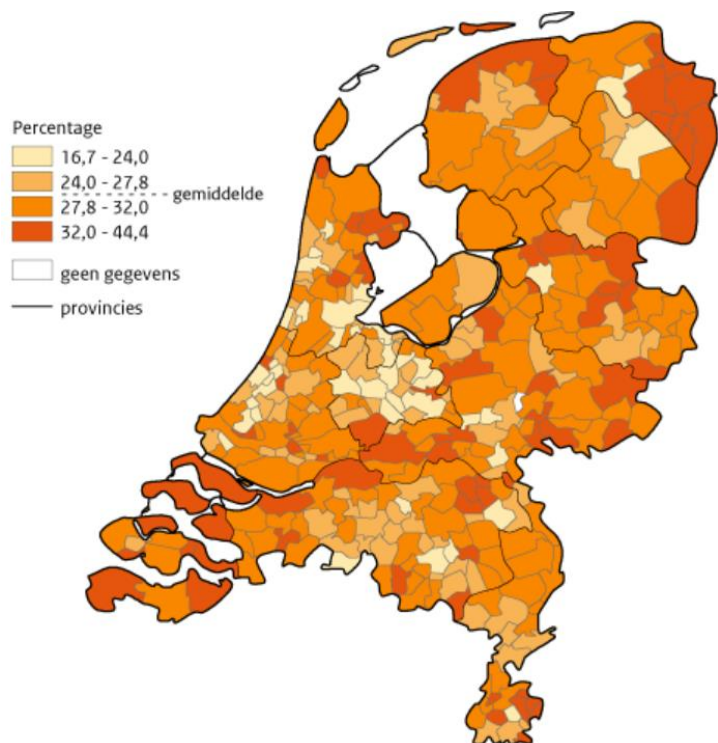 Percentage
16,7 - 24,0
24,0 - 27,8
gemiddelde
27,8 - 32,0
32,0 - 44,4
geen gegevens
provincies